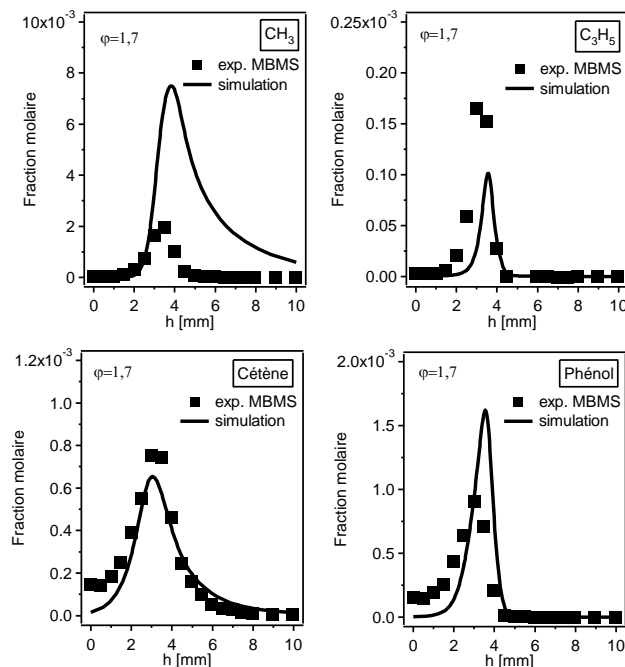 10x10⁻³
CH₃
φ=1,7
exp. MBMS
simulation
8
6
4
2
0
Fraction molaire
0 2 4 6 8 10
h [mm]
0.25x10⁻³
C₃H₅
φ=1,7
exp. MBMS
simulation
0.20
0.15
0.10
0.05
0.00
Fraction molaire
0 2 4 6 8 10
h [mm]
1.2x10⁻³
Cétène
φ=1,7
exp. MBMS
simulation
1.0
0.8
0.6
0.4
0.2
0.0
Fraction molaire
0 2 4 6 8 10
h [mm]
2.0x10⁻³
Phénol
φ=1,7
exp. MBMS
simulation
1.5
1.0
0.5
0.0
Fraction molaire
0 2 4 6 8 10
h [mm]